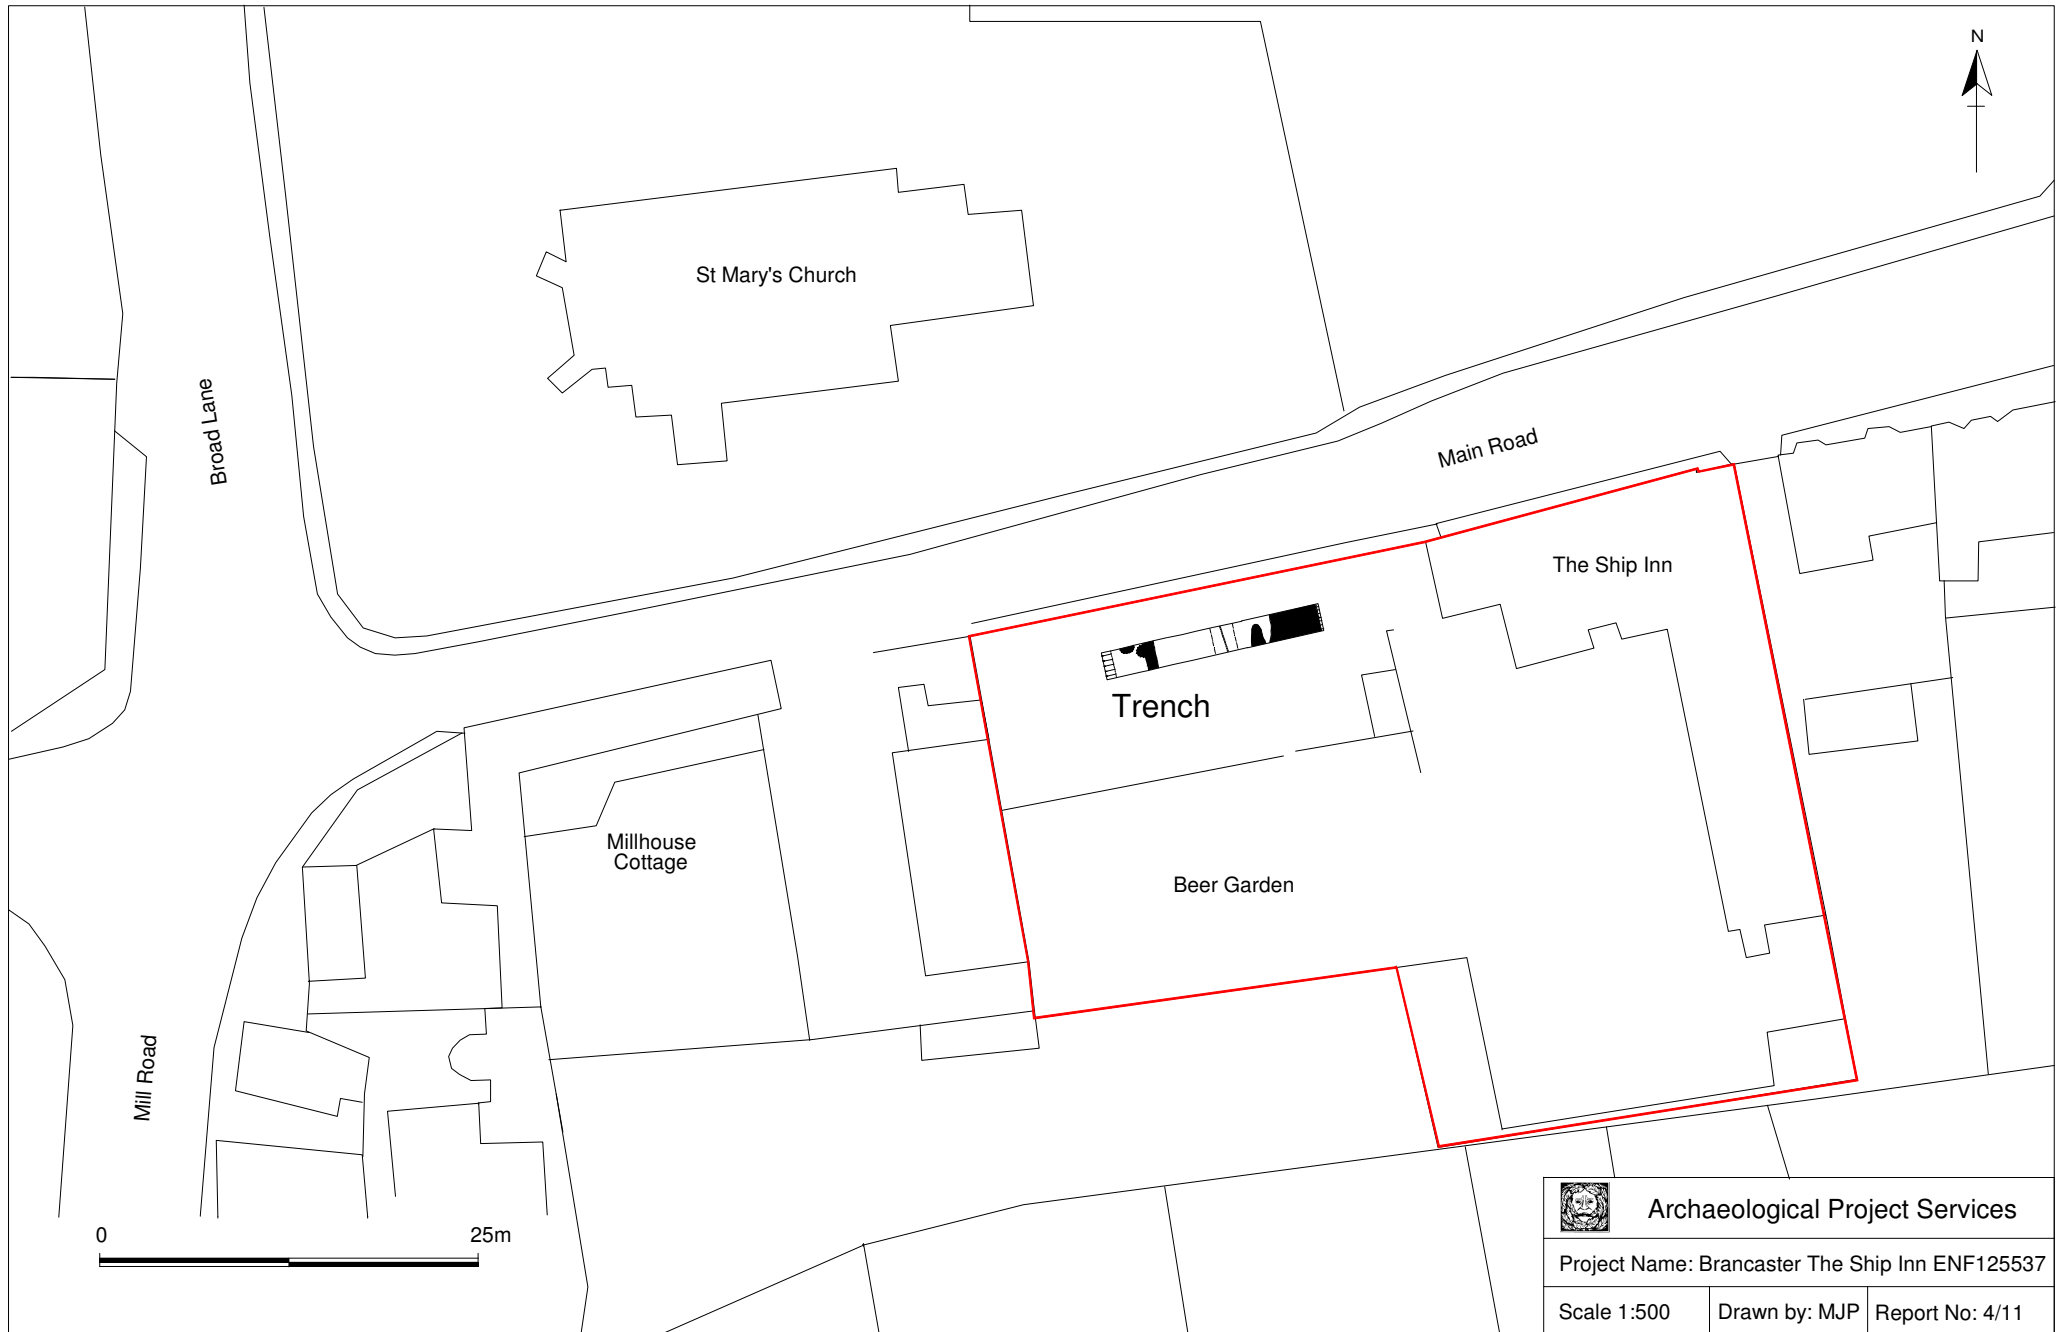 N
St Mary's Church
Broad Lane
Main Road
The Ship Inn
Trench
Millhouse
Cottage
Beer Garden
Mill Road
0 25m
Archaeological Project Services
Project Name: Brancaster The Ship Inn ENF125537
Scale 1:500 Drawn by: MJP Report No: 4/11